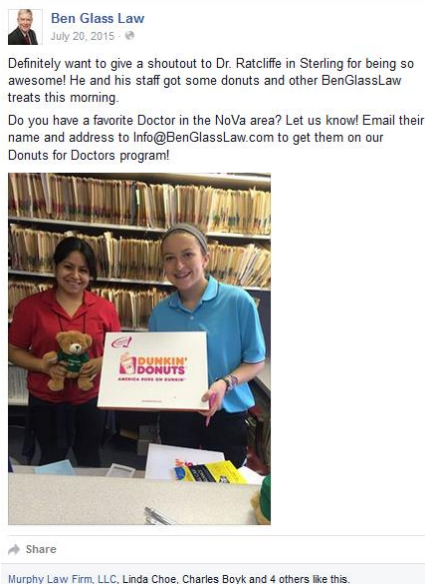 Ben Glass Law
July 20, 2015 ·
Definitely want to give a shoutout to Dr. Ratcliffe in Sterling for being so
awesome! He and his staff got some donuts and other BenGlassLaw
treats this morning.
Do you have a favorite Doctor in the NoVa area? Let us know! Email their
name and address to Info@BenGlassLaw.com to get them on our
Donuts for Doctors program!
DUNKIN'
DONUTS
AMERICA RUNS ON DUNKIN'
Share
Murphy Law Firm, LLC, Linda Choe, Charles Boyk and 4 others like this.